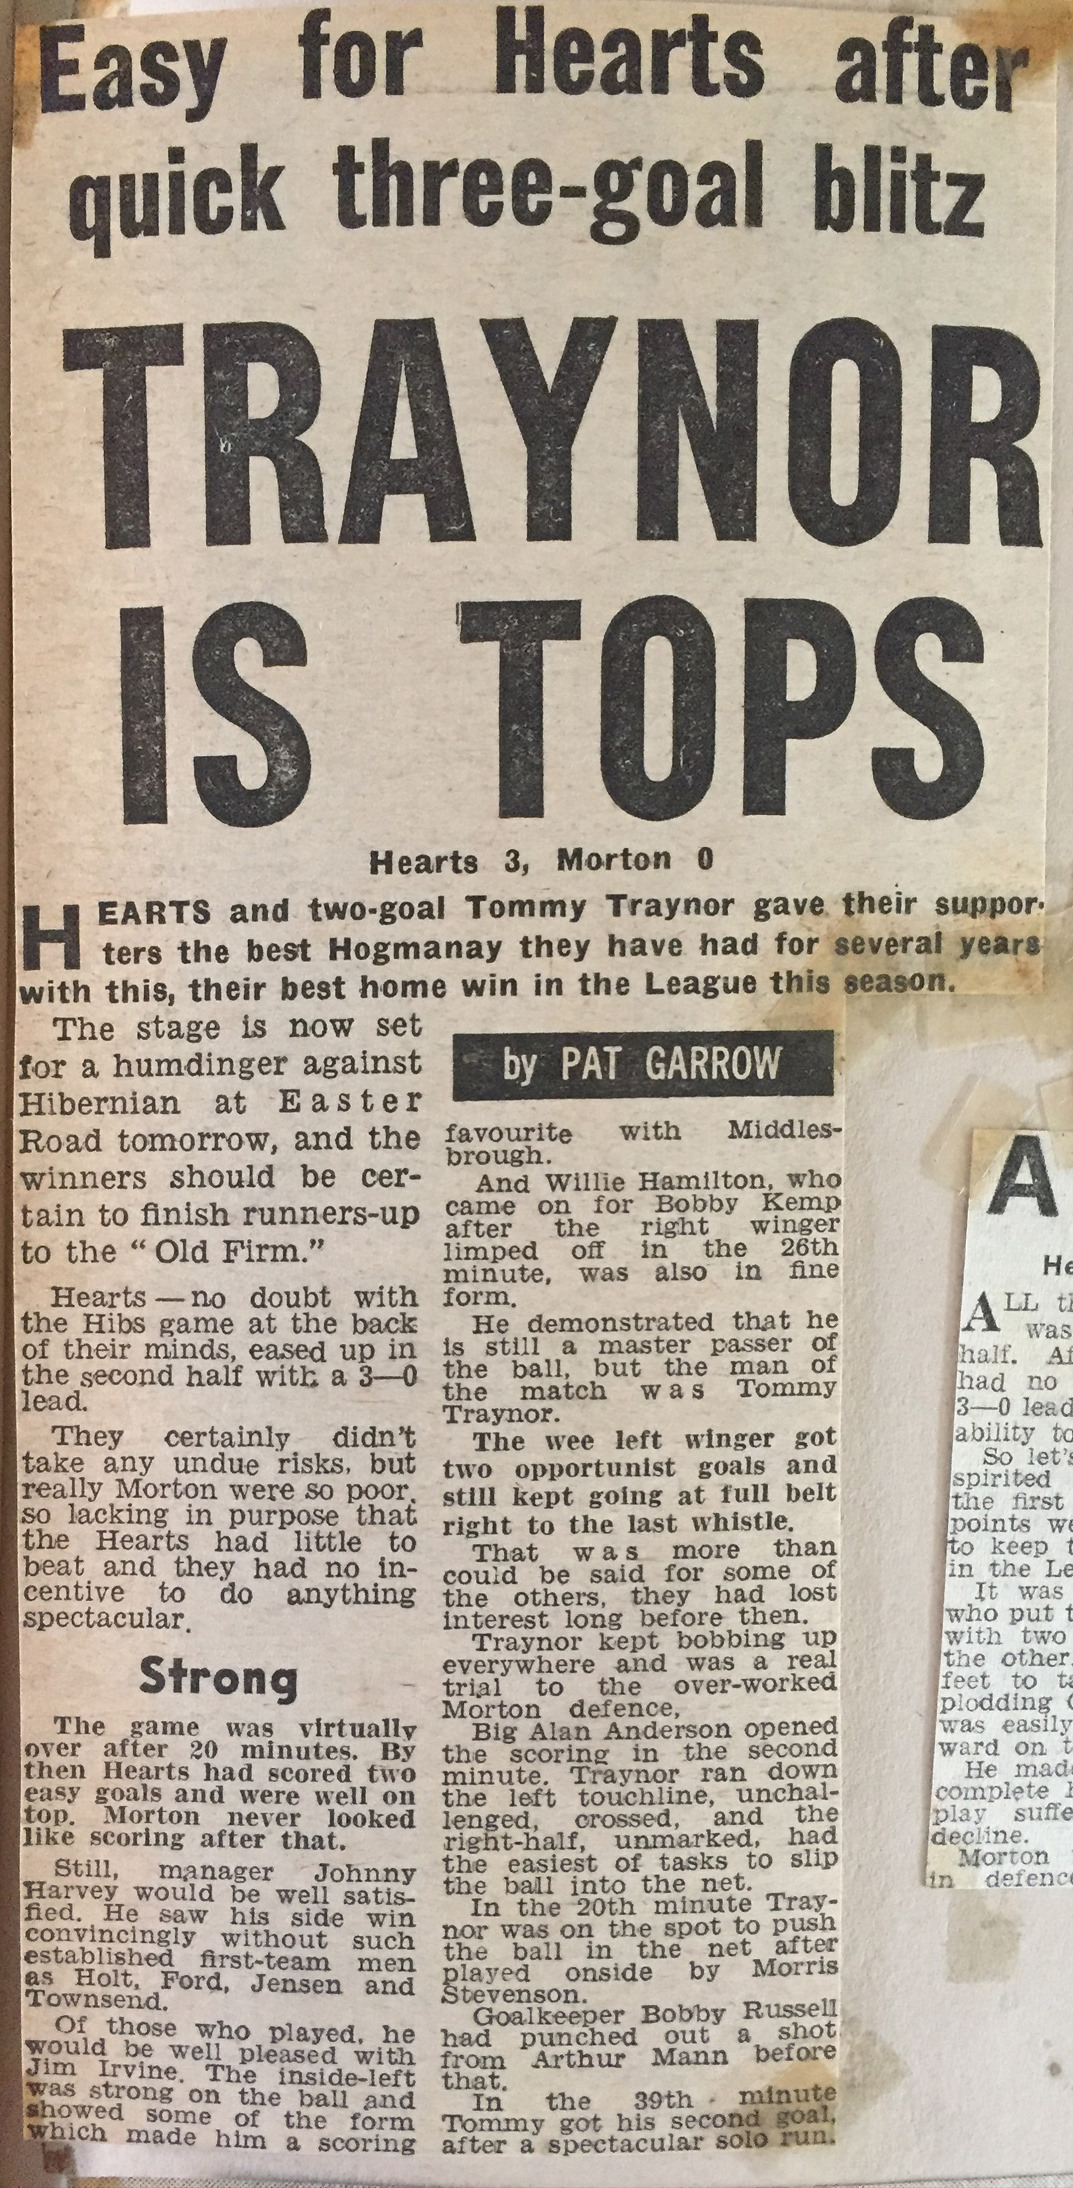 Easy for Hearts after
quick three-goal blitz
TRAYNOR
IS TOPS
Hearts 3, Morton 0
HEARTS and two-goal Tommy Traynor gave their suppor-
ters the best Hogmanay they have had for several years
with this, their best home win in the League this season.
The stage is now set
for a humdinger against
Hibernian at Easter
Road tomorrow, and the
winners should be cer-
tain to finish runners-up
to the “Old Firm.”
Hearts — no doubt with
the Hibs game at the back
of their minds, eased up in
the second half with a 3—0
lead.
They certainly didn't
take any undue risks, but
really Morton were so poor,
so lacking in purpose that
the Hearts had little to
beat and they had no in-
centive to do anything
spectacular.
Strong
The game was virtually
over after 20 minutes. By
then Hearts had scored two
easy goals and were well on
top. Morton never looked
like scoring after that.
Still, manager Johnny
Harvey would be well satis-
fied. He saw his side win
convincingly without such
established first-team men
as Holt, Ford, Jensen and
Townsend.
Of those who played, he
would be well pleased with
Jim Irvine. The inside-left
was strong on the ball and
showed some of the form
which made him a scoring
by PAT GARROW
favourite with Middles-
brough.
And Willie Hamilton, who
came on for Bobby Kemp
after the right winger
limped off in the 26th
minute, was also in fine
form.
He demonstrated that he
is still a master passer of
the ball, but the man of
the match was Tommy
Traynor.
The wee left winger got
two opportunist goals and
still kept going at full belt
right to the last whistle.
That was more than
could be said for some of
the others, they had lost
interest long before then.
Traynor kept bobbing up
everywhere and was a real
trial to the over-worked
Morton defence,
Big Alan Anderson opened
the scoring in the second
minute. Traynor ran down
the left touchline, unchal-
lenged, crossed, and the
right-half, unmarked, had
the easiest of tasks to slip
the ball into the net.
In the 20th minute Tray-
nor was on the spot to push
the ball in the net after
played onside by Morris
Stevenson.
Goalkeeper Bobby Russell
had punched out a shot
from Arthur Mann before
that.
In the 39th minute
Tommy got his second goal,
after a spectacular solo run.
A
He
ALL th
was
half. Af
had no
3—0 lead
ability to
So let's
spirited
the first
points we
to keep t
in the Le
It was
who put t
with two
the other.
feet to ta
plodding
was easily
ward on t
He made
complete
play suffe
decline.
Morton
in defence